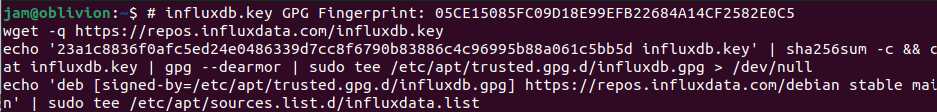 jam@oblivion:~$ # influxdb.key GPG Fingerprint: 05CE15085FC09D18E99EFB22684A14CF2582E0C5
wget -q https://repos.influxdata.com/influxdb.key
echo '23a1c8836f0afc5ed24e0486339d7cc8f6790b83886c4c96995b88a061c5bb5d influxdb.key' | sha256sum -c && c
at influxdb.key | gpg --dearmor | sudo tee /etc/apt/trusted.gpg.d/influxdb.gpg > /dev/null
echo 'deb [signed-by=/etc/apt/trusted.gpg.d/influxdb.gpg] https://repos.influxdata.com/debian stable mai
n' | sudo tee /etc/apt/sources.list.d/influxdata.list